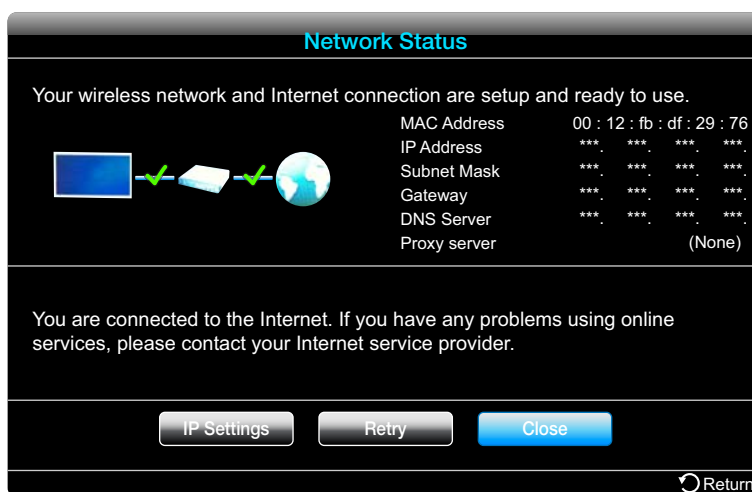 Network Status
Your wireless network and Internet connection are setup and ready to use.
MAC Address 00 : 12 : fb : df : 29 : 76
IP Address ***. ***. ***. ***.
Subnet Mask ***. ***. ***. ***.
Gateway ***. ***. ***. ***.
DNS Server ***. ***. ***. ***.
Proxy server (None)
You are connected to the Internet. If you have any problems using online
services, please contact your Internet service provider.
IP Settings Retry Close
Return